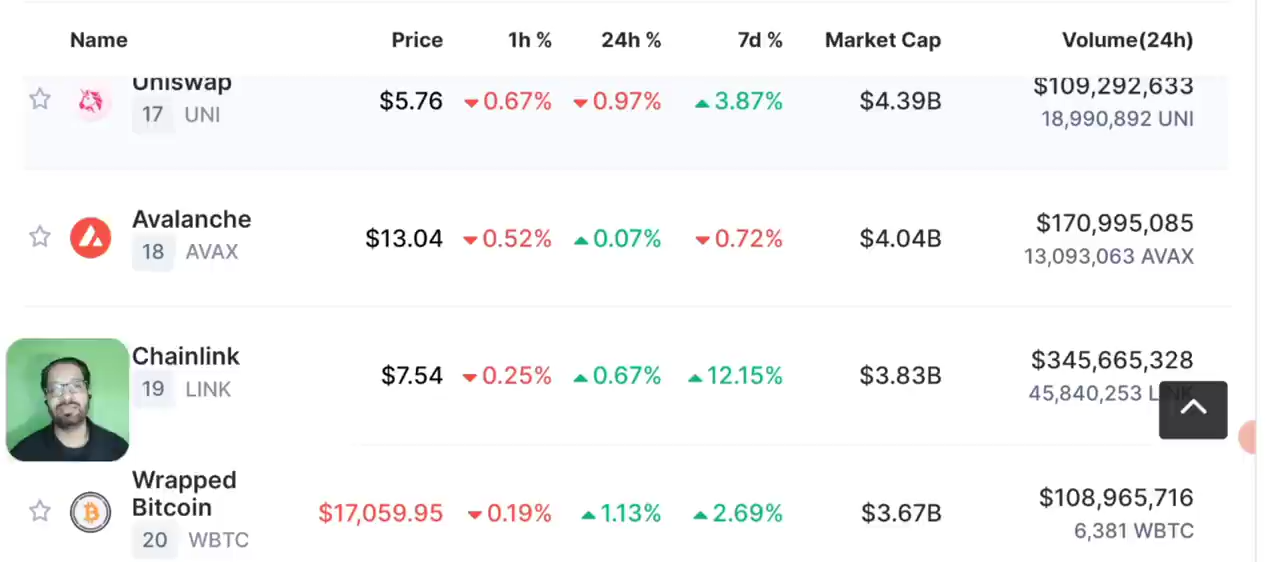 Name Price 1h % 24h % 7d % Market Cap Volume(24h)
Uniswap
17 UNI
$5.76 0.67% 0.97% 3.87% $4.39B
$109,292,633
18,990,892 UNI
Avalanche
18 AVAX
$13.04 0.52% 0.07% 0.72% $4.04B
$170,995,085
13,093,063 AVAX
Chainlink
19 LINK
$7.54 0.25% 0.67% 12.15% $3.83B
$345,665,328
45,840,253 LINK
Wrapped
Bitcoin
20 WBTC
$17,059.95 0.19% 1.13% 2.69% $3.67B
$108,965,716
6,381 WBTC